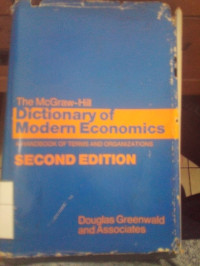 The McGraw-Hill
Dictionary of
Modern Economics
A HANDBOOK OF TERMS AND ORGANIZATIONS
SECOND EDITION
Douglas Greenwald
and Associates